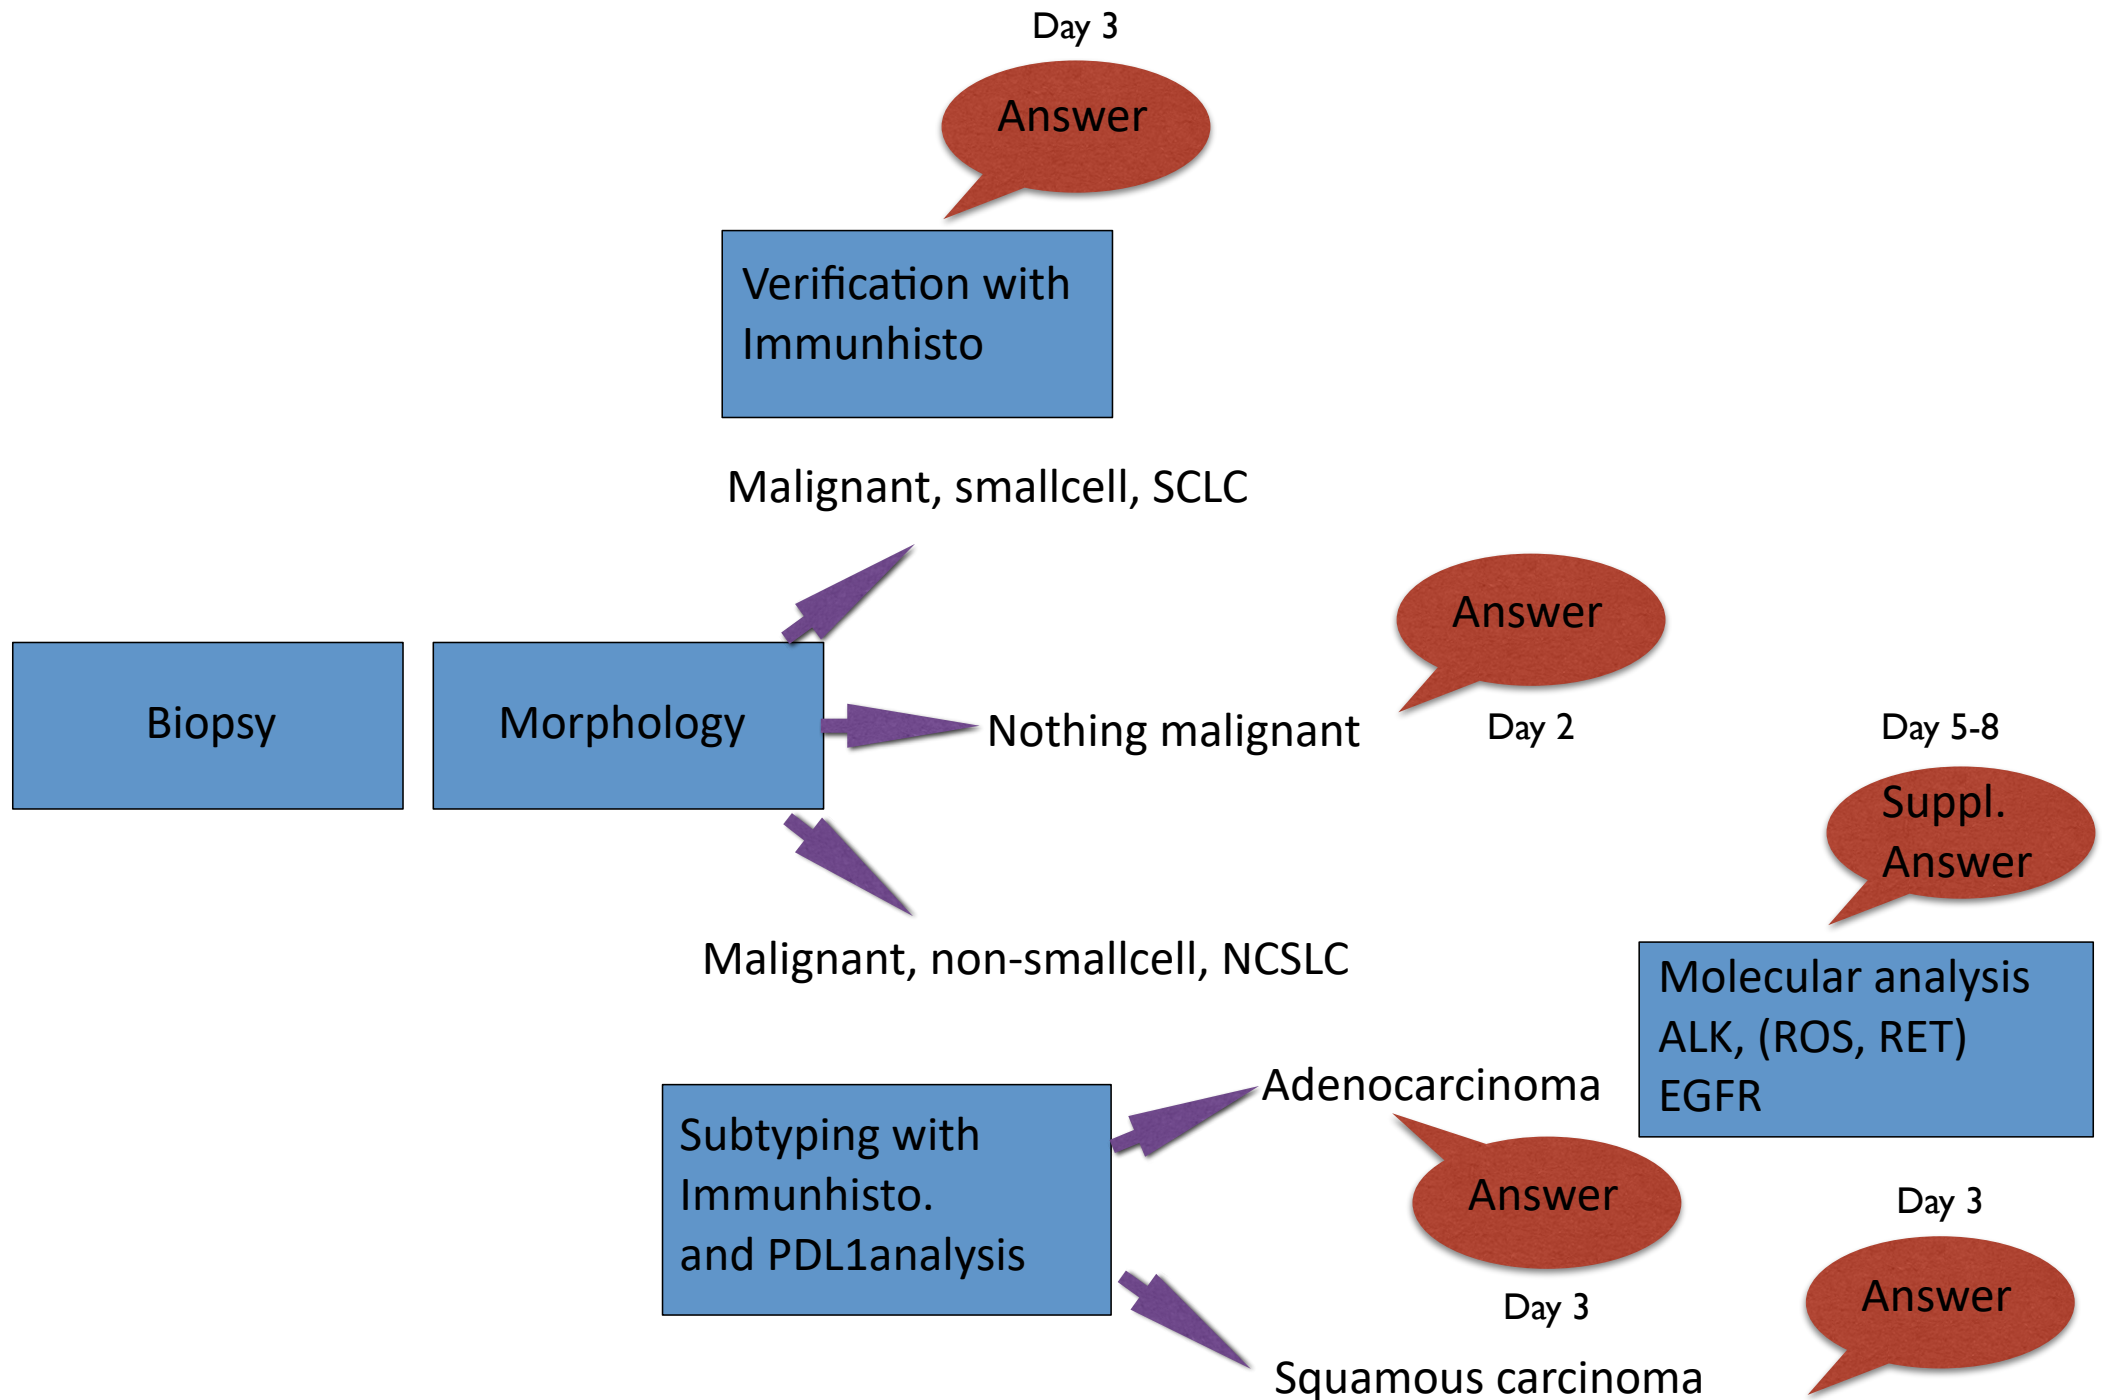 Day 3
Answer
Verification with
Immunhisto
Malignant, smallcell, SCLC
Answer
Biopsy
Morphology
Nothing malignant
Day 2
Day 5-8
Suppl.
Answer
Malignant, non-smallcell, NCSLC
Molecular analysis
ALK, (ROS, RET)
EGFR
Adenocarcinoma
Subtyping with
Immunhisto.
and PDL1analysis
Answer
Day 3
Day 3
Answer
Squamous carcinoma